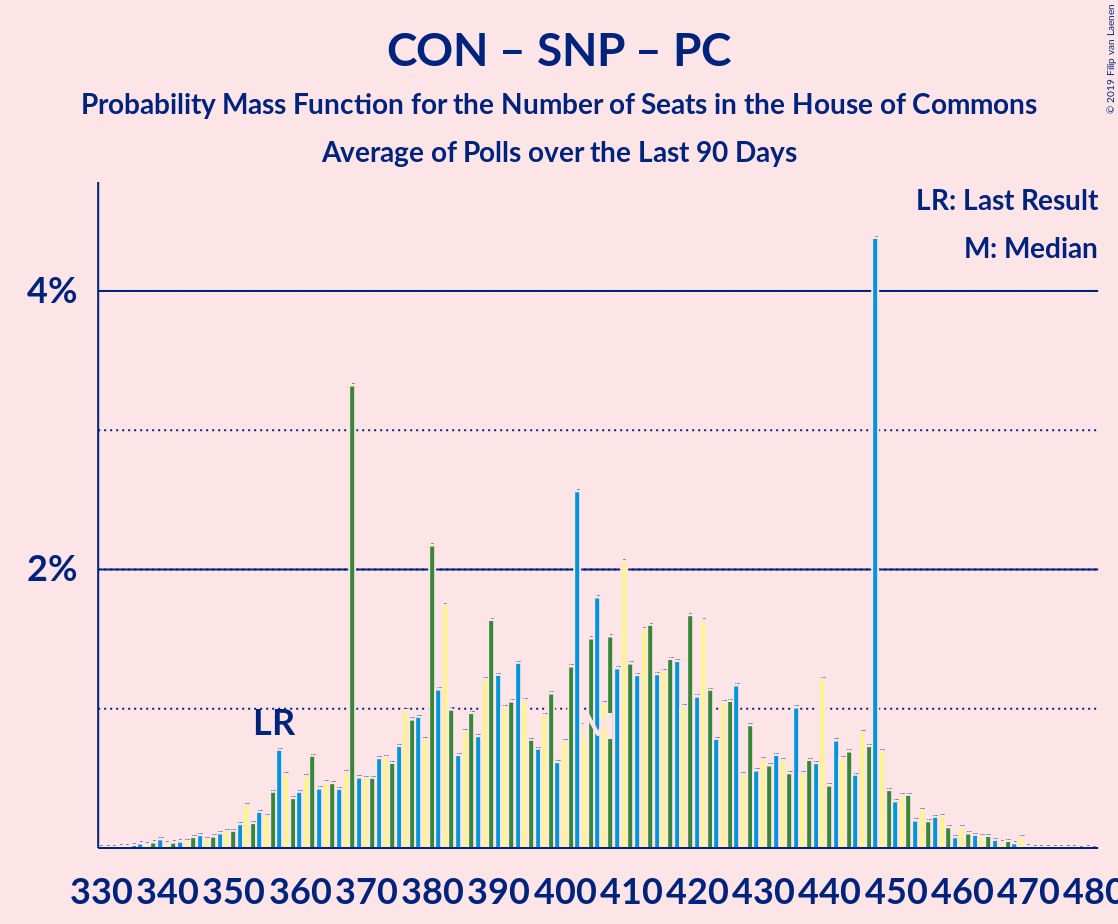 CON – SNP – PC
Probability Mass Function for the Number of Seats in the House of Commons
Average of Polls over the Last 90 Days
© 2019 Filip van Laenen
LR: Last Result
M: Median
4%
2%
LR
M
330 340 350 360 370 380 390 400 410 420 430 440 450 460 470 480